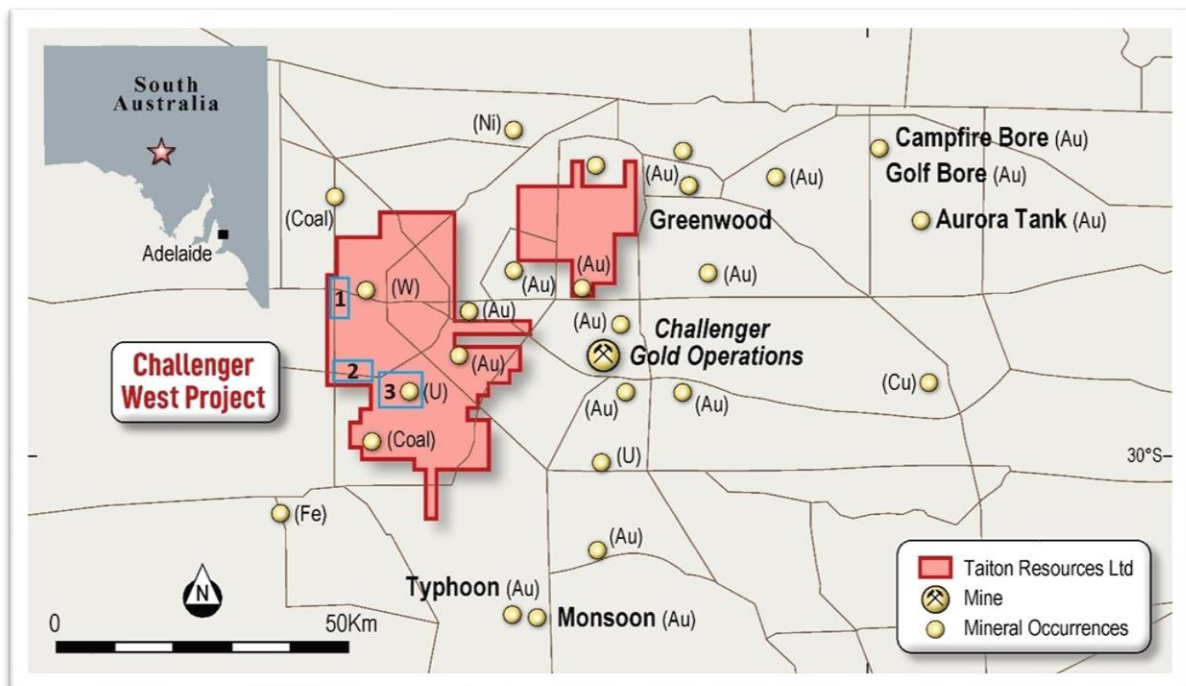 South
Australia
Adelaide
(Ni)
Campfire Bore (Au)
(Au)
(Au)
Golf Bore (Au)
(Coal)
Greenwood
Aurora Tank (Au)
(Au)
(Au)
(Au)
(W)
1
(Au)
(Au)
Challenger
Gold Operations
Challenger
West Project
2
(Au)
3
(U)
(Au)
(Au)
(Cu)
(Coal)
(U)
30°S
(Fe)
(Au)
N
Typhoon (Au)
Monsoon (Au)
0
50Km
Taiton Resources Ltd
Mine
Mineral Occurrences